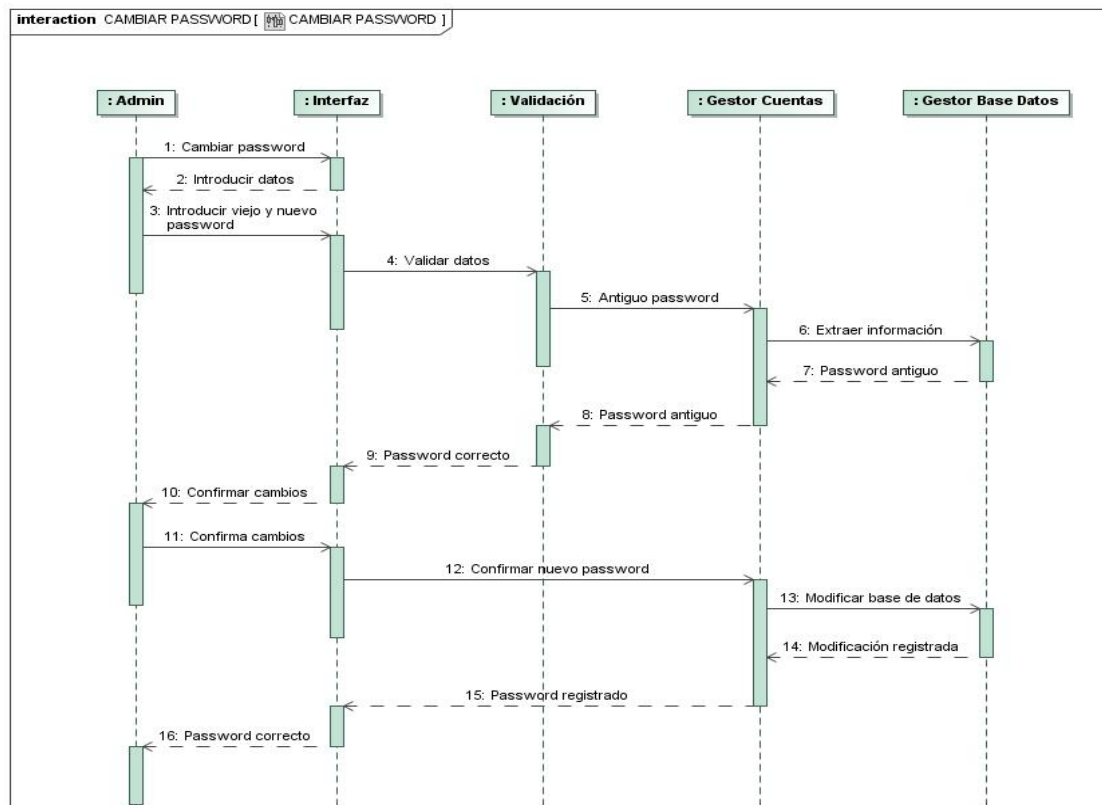 interaction CAMBIAR PASSWORD [ CAMBIAR PASSWORD ]
: Admin
: Interfaz
: Validación
: Gestor Cuentas
: Gestor Base Datos
1: Cambiar password
2: Introducir datos
3: Introducir viejo y nuevo
password
4: Validar datos
5: Antiguo password
6: Extraer información
7: Password antiguo
8: Password antiguo
9: Password correcto
10: Confirmar cambios
11: Confirma cambios
12: Confirmar nuevo password
13: Modificar base de datos
14: Modificación registrada
15: Password registrado
16: Password correcto